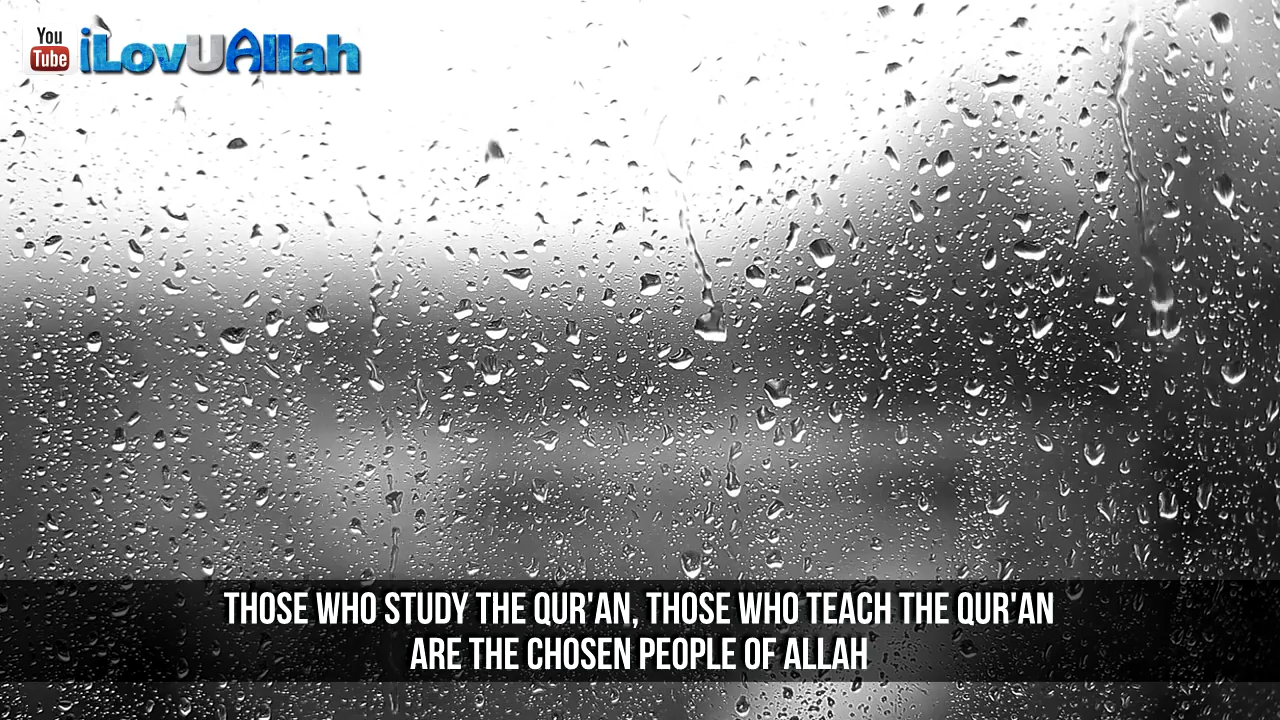 You
Tube iLovUAllah
THOSE WHO STUDY THE QUR'AN, THOSE WHO TEACH THE QUR'AN
ARE THE CHOSEN PEOPLE OF ALLAH